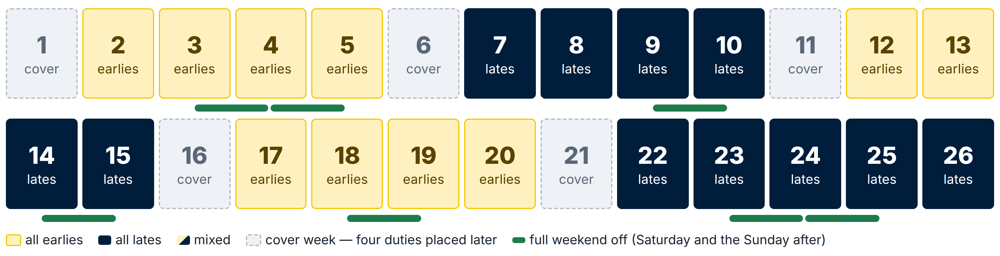 1 2 3 4 5 6 7 8 9 10 11 12 13
cover earlies earlies earlies earlies cover lates lates lates lates cover earlies earlies
14 15 16 17 18 19 20 21 22 23 24 25 26
lates lates cover earlies earlies earlies earlies cover lates lates lates lates lates
all earlies all lates mixed cover week — four duties placed later full weekend off (Saturday and the Sunday after)